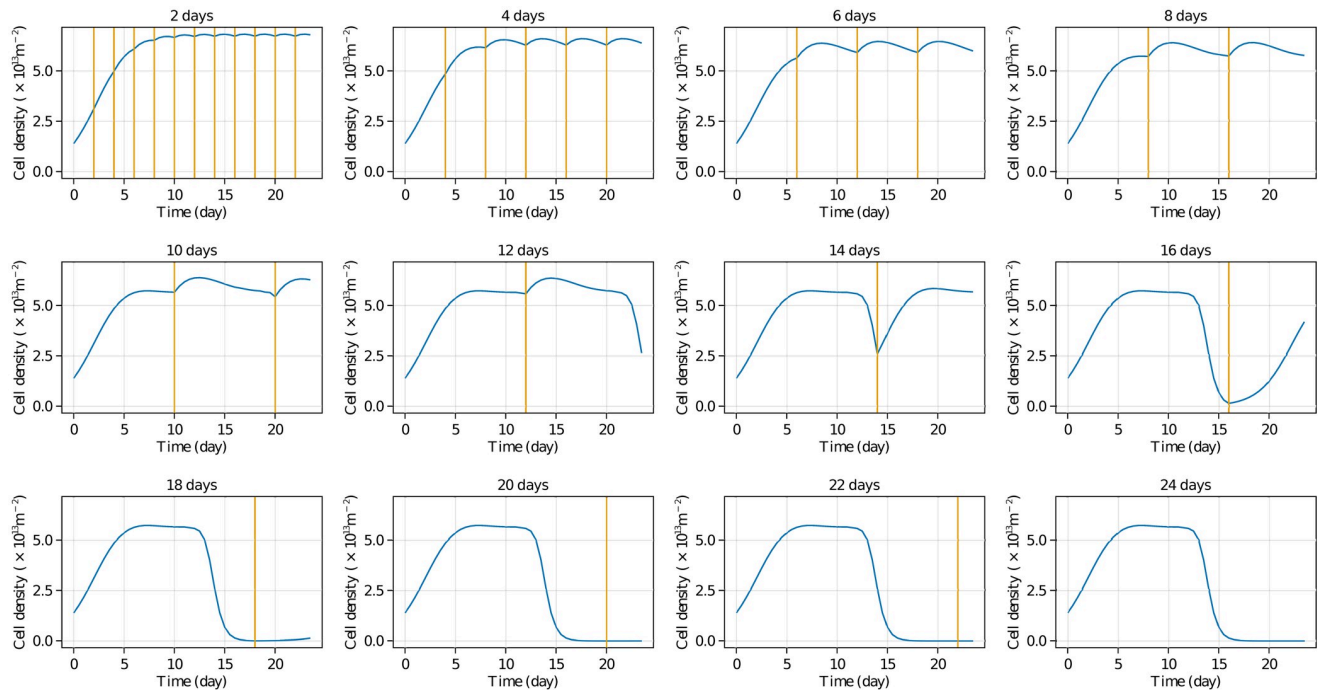 2 days
4 days
6 days
8 days
Cell density ( × 10¹³m⁻²)
5.0
2.5
0.0
0 5 10 15 20
Time (day)
Cell density ( × 10¹³m⁻²)
5.0
2.5
0.0
0 5 10 15 20
Time (day)
Cell density ( × 10¹³m⁻²)
5.0
2.5
0.0
0 5 10 15 20
Time (day)
Cell density ( × 10¹³m⁻²)
5.0
2.5
0.0
0 5 10 15 20
Time (day)
10 days
12 days
14 days
16 days
Cell density ( × 10¹³m⁻²)
5.0
2.5
0.0
0 5 10 15 20
Time (day)
Cell density ( × 10¹³m⁻²)
5.0
2.5
0.0
0 5 10 15 20
Time (day)
Cell density ( × 10¹³m⁻²)
5.0
2.5
0.0
0 5 10 15 20
Time (day)
Cell density ( × 10¹³m⁻²)
5.0
2.5
0.0
0 5 10 15 20
Time (day)
18 days
20 days
22 days
24 days
Cell density ( × 10¹³m⁻²)
5.0
2.5
0.0
0 5 10 15 20
Time (day)
Cell density ( × 10¹³m⁻²)
5.0
2.5
0.0
0 5 10 15 20
Time (day)
Cell density ( × 10¹³m⁻²)
5.0
2.5
0.0
0 5 10 15 20
Time (day)
Cell density ( × 10¹³m⁻²)
5.0
2.5
0.0
0 5 10 15 20
Time (day)